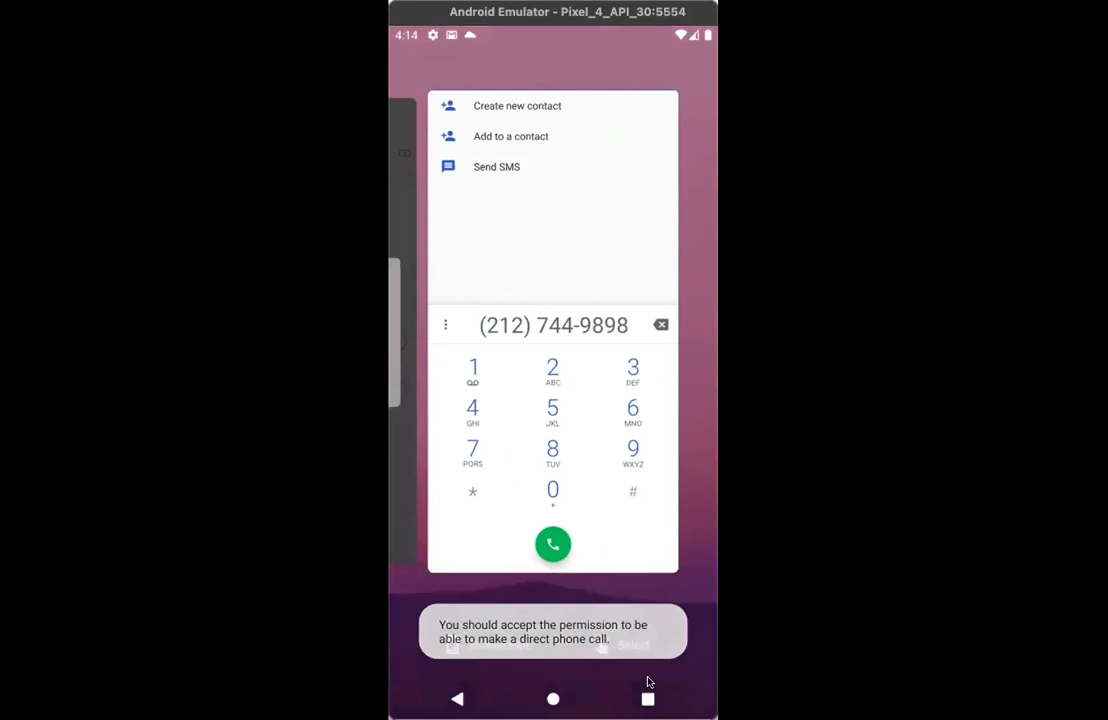 Android Emulator - Pixel_4_API_30:5554
4:14
Create new contact
Add to a contact
Send SMS
(212) 744-9898
1 2 3
ABC DEF
4 5 6
GHI JKL MNO
7 8 9
PQRS TUV WXYZ
* 0 #
+
You should accept the permission to be
able to make a direct phone call.
Select